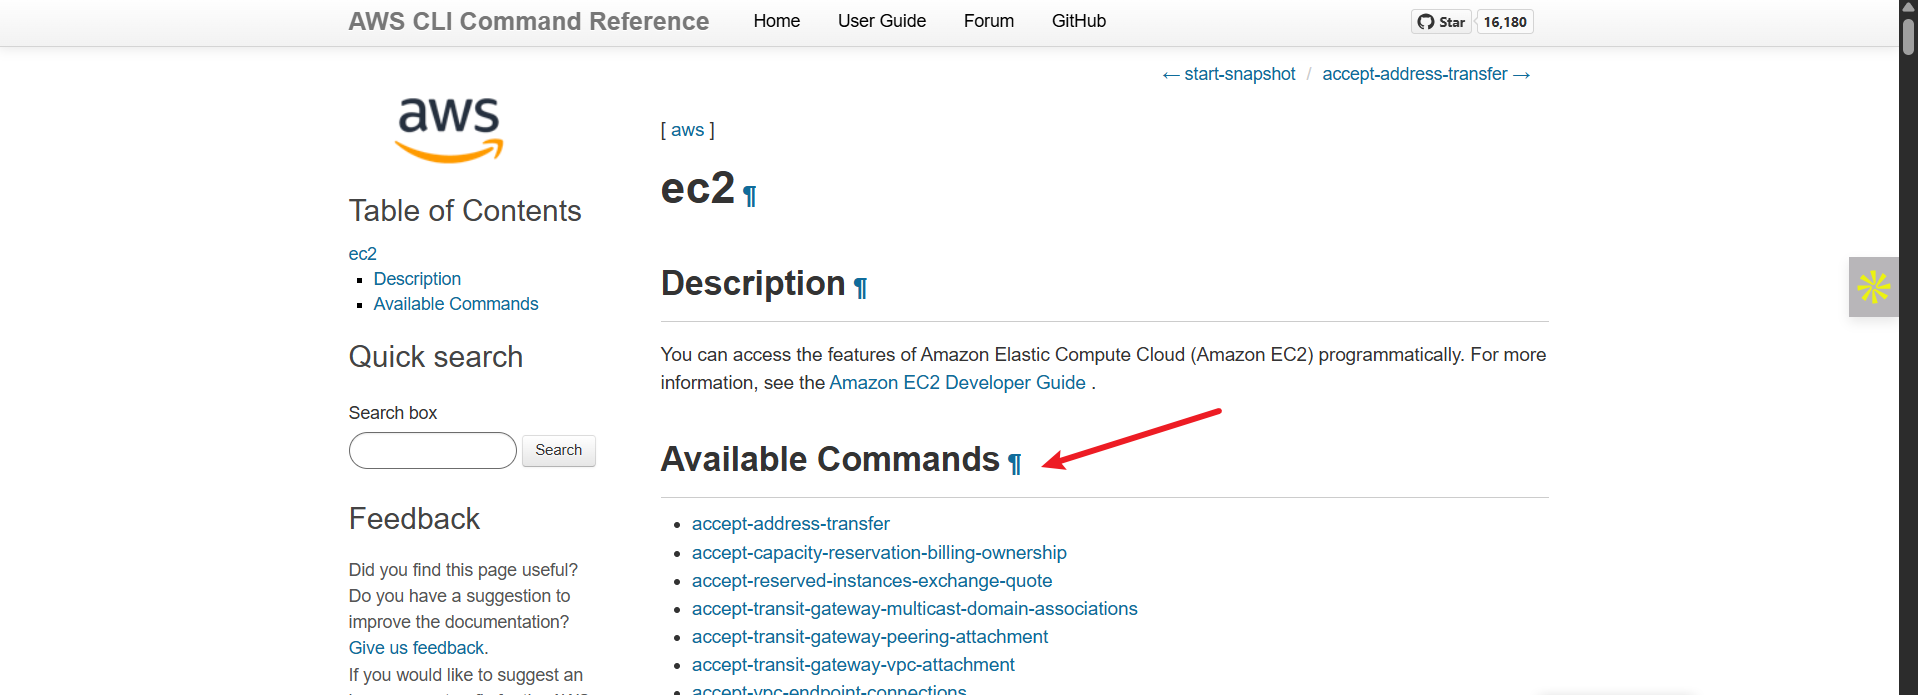 AWS CLI Command Reference Home User Guide Forum GitHub Star 16,180
← start-snapshot / accept-address-transfer →
aws
Table of Contents
ec2
Description
Available Commands
Quick search
Search box
Search
Feedback
Did you find this page useful?
Do you have a suggestion to
improve the documentation?
Give us feedback.
If you would like to suggest an
[ aws ]
ec2 ¶
Description ¶
You can access the features of Amazon Elastic Compute Cloud (Amazon EC2) programmatically. For more
information, see the Amazon EC2 Developer Guide .
Available Commands ¶
accept-address-transfer
accept-capacity-reservation-billing-ownership
accept-reserved-instances-exchange-quote
accept-transit-gateway-multicast-domain-associations
accept-transit-gateway-peering-attachment
accept-transit-gateway-vpc-attachment
accept-vpc-endpoint-connections